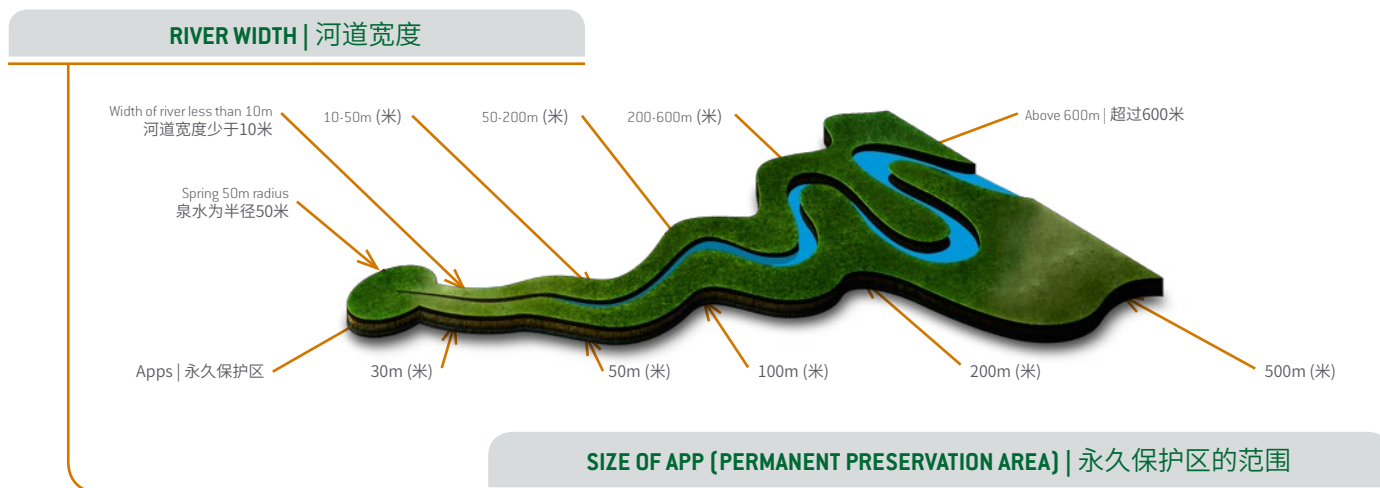 RIVER WIDTH | 河道宽度
Width of river less than 10m
河道宽度少于10米
10-50m (米)
50-200m (米)
200-600m (米)
Above 600m | 超过600米
Spring 50m radius
泉水为半径50米
Apps | 永久保护区
30m (米)
50m (米)
100m (米)
200m (米)
500m (米)
SIZE OF APP (PERMANENT PRESERVATION AREA) | 永久保护区的范围